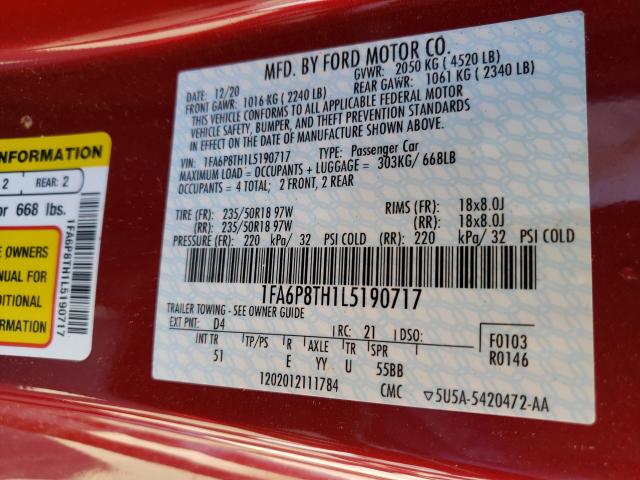 MFD. BY FORD MOTOR CO.
DATE: 12/20 GVWR: 2050 KG ( 4520 LB)
FRONT GAWR: 1016 KG ( 2240 LB) REAR GAWR: 1061 KG ( 2340 LB)
THIS VEHICLE CONFORMS TO ALL APPLICABLE FEDERAL MOTOR
VEHICLE SAFETY, BUMPER, AND THEFT PREVENTION STANDARDS
IN EFFECT ON THE DATE OF MANUFACTURE SHOWN ABOVE.
VIN: 1FA6P8TH1L5190717 TYPE: Passenger Car
MAXIMUM LOAD = OCCUPANTS + LUGGAGE = 303KG/ 668LB
OCCUPANTS = 4 TOTAL; 2 FRONT, 2 REAR
TIRE (FR): 235/50R18 97W RIMS (FR): 18x8.0J
(RR): 235/50R18 97W (RR): 18x8.0J
PRESSURE (FR): 220 kPa/ 32 PSI COLD (RR): 220 kPa/ 32 PSI COLD
1FA6P8TH1L5190717
TRAILER TOWING - SEE OWNER GUIDE
EXT PNT: D4 RC: 21 DSO: F0103
R0146
INT TR TP/PS R AXLE TR SPR
51 E YY U 55BB
1202012111784 CMC 5U5A-5420472-AA
INFORMATION
2 REAR: 2
or 668 lbs.
E OWNERS
NUAL FOR
DITIONAL
RMATION
1FA6P8TH1L5190717